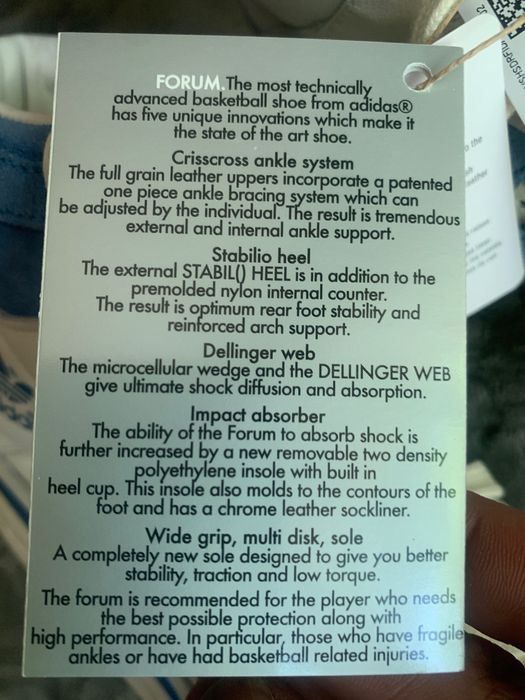 FORUM. The most technically
advanced basketball shoe from adidas®
has five unique innovations which make it
the state of the art shoe.
Crisscross ankle system
The full grain leather uppers incorporate a patented
one piece ankle bracing system which can
be adjusted by the individual. The result is tremendous
external and internal ankle support.
Stabilio heel
The external STABIL() HEEL is in addition to the
premolded nylon internal counter.
The result is optimum rear foot stability and
reinforced arch support.
Dellinger web
The microcellular wedge and the DELLINGER WEB
give ultimate shock diffusion and absorption.
Impact absorber
The ability of the Forum to absorb shock is
further increased by a new removable two density
polyethylene insole with built in
heel cup. This insole also molds to the contours of the
foot and has a chrome leather sockliner.
Wide grip, multi disk, sole
A completely new sole designed to give you better
stability, traction and low torque.
The forum is recommended for the player who needs
the best possible protection along with
high performance. In particular, those who have fragile
ankles or have had basketball related injuries.